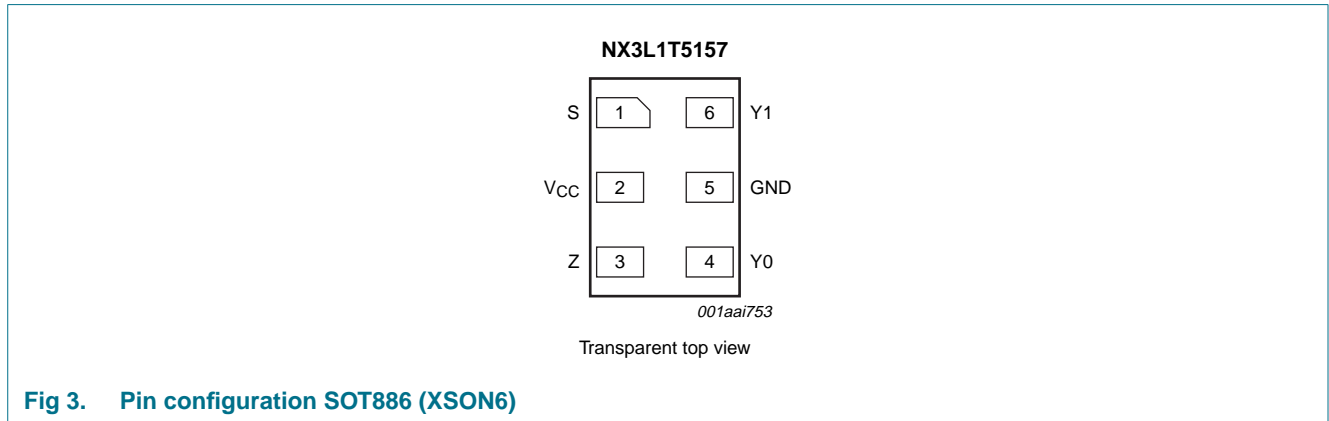 NX3L1T5157
S 1 6 Y1
VCC 2 5 GND
Z 3 4 Y0
001aai753
Transparent top view
Fig 3. Pin configuration SOT886 (XSON6)